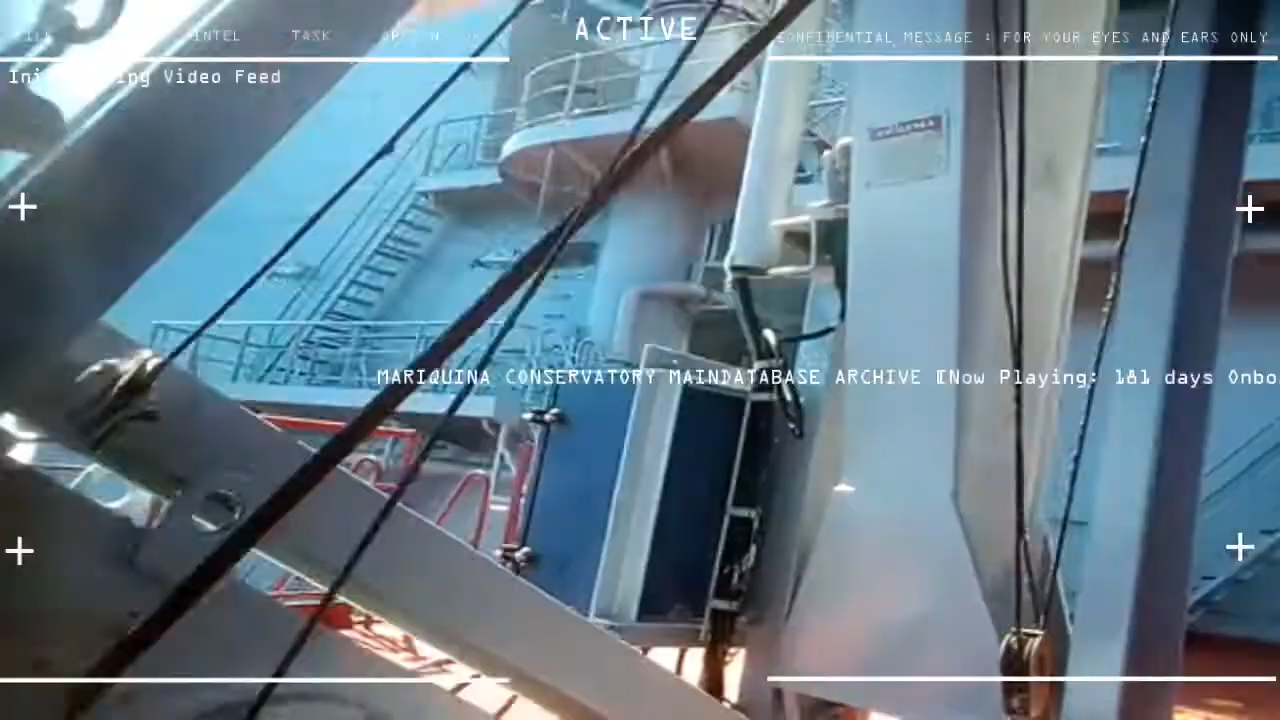 INTEL TASK
ACTIVE
CONFIDENTIAL MESSAGE : FOR YOUR EYES AND EARS ONLY
Video Feed
MARIQUINA CONSERVATORY MAINDATABASE ARCHIVE [Now Playing: 181 days Onbo